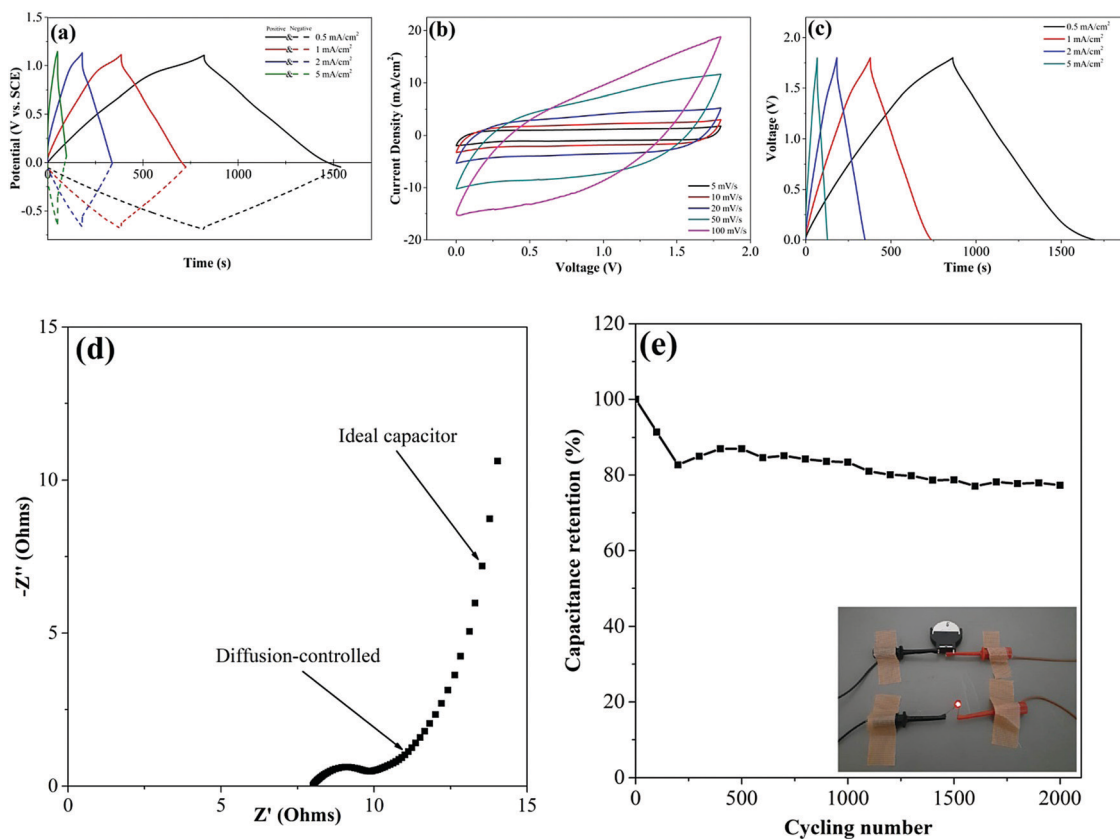 (a)
Positive Negative
& 0.5 mA/cm²
& 1 mA/cm²
& 2 mA/cm²
& 5 mA/cm²
1.5
1.0
0.5
0.0
-0.5
0 500 1000 1500
Potential (V vs. SCE)
Time (s)
(b)
20
10
0
-10
-20
0.0 0.5 1.0 1.5 2.0
Current Density (mA/cm²)
Voltage (V)
5 mV/s
10 mV/s
20 mV/s
50 mV/s
100 mV/s
(c)
0.5 mA/cm²
1 mA/cm²
2 mA/cm²
5 mA/cm²
2.0
1.5
1.0
0.5
0.0
0 500 1000 1500
Voltage (V)
Time (s)
(d)
15
10
5
0
0 5 10 15
-Z'' (Ohms)
Z' (Ohms)
Ideal capacitor
Diffusion-controlled
(e)
120
100
80
60
40
20
0
0 500 1000 1500 2000
Capacitance retention (%)
Cycling number